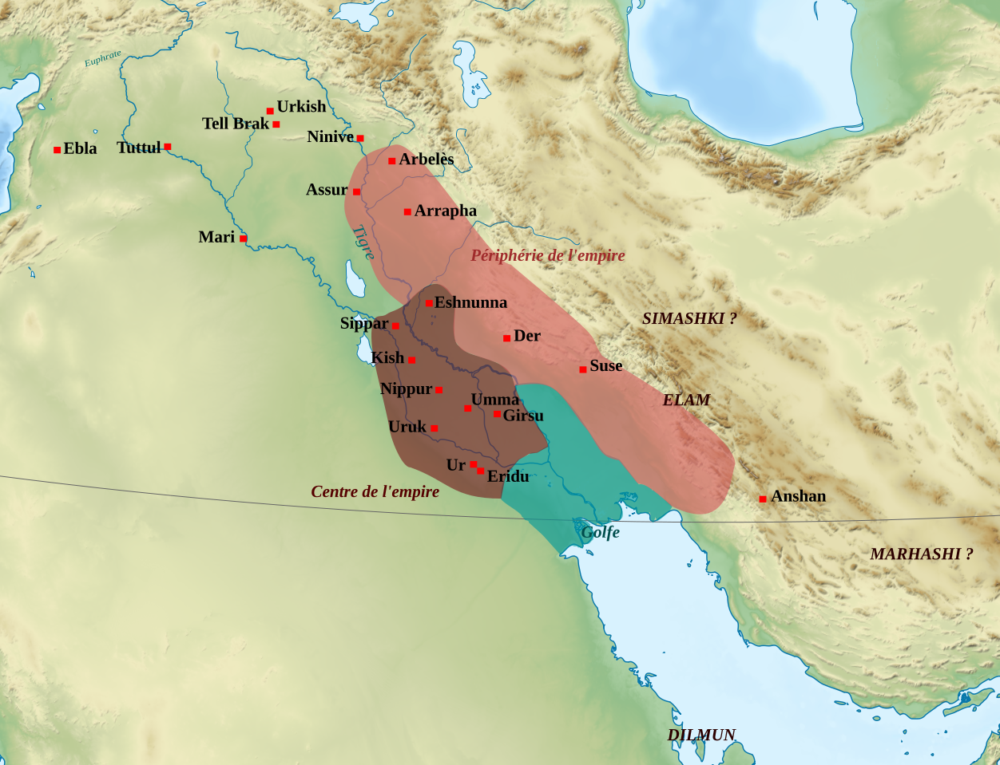 Euphrate
Urkish
Tell Brak
Ninive
Ebla
Tuttul
Arbelès
Assur
Arrapha
Mari
Tigre
Périphérie de l'empire
Eshnunna
SIMASHKI ?
Sippar
Der
Kish
Suse
Nippur
Umma
ELAM
Girsu
Uruk
Ur
Eridu
Centre de l'empire
Anshan
Golfe
MARHASHI ?
DILMUN